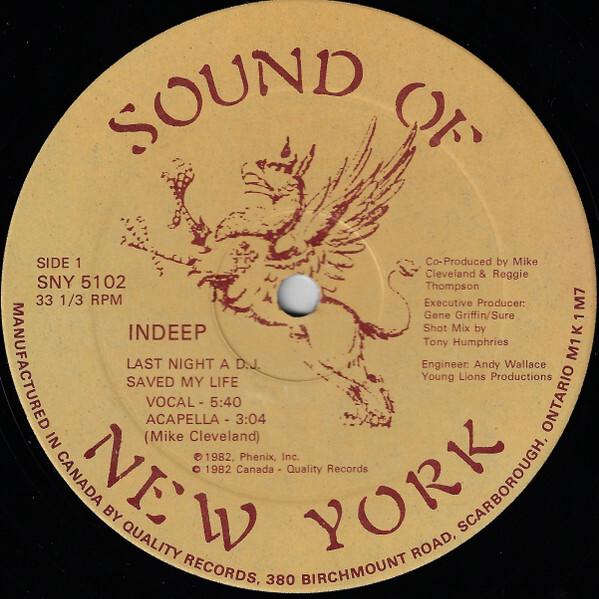 SOUND OF
SIDE 1
SNY 5102
33 1/3 RPM
INDEEP
LAST NIGHT A D.J.
SAVED MY LIFE
VOCAL - 5:40
ACAPELLA - 3:04
(Mike Cleveland)
℗ 1982, Phenix, Inc.
© 1982 Canada - Quality Records
Co-Produced by Mike
Cleveland & Reggie
Thompson
Executive Producer:
Gene Griffin/Sure
Shot Mix by
Tony Humphries
Engineer: Andy Wallace
Young Lions Productions
NEW YORK
MANUFACTURED IN CANADA BY QUALITY RECORDS, 380 BIRCHMOUNT ROAD, SCARBOROUGH, ONTARIO M1K 1M7